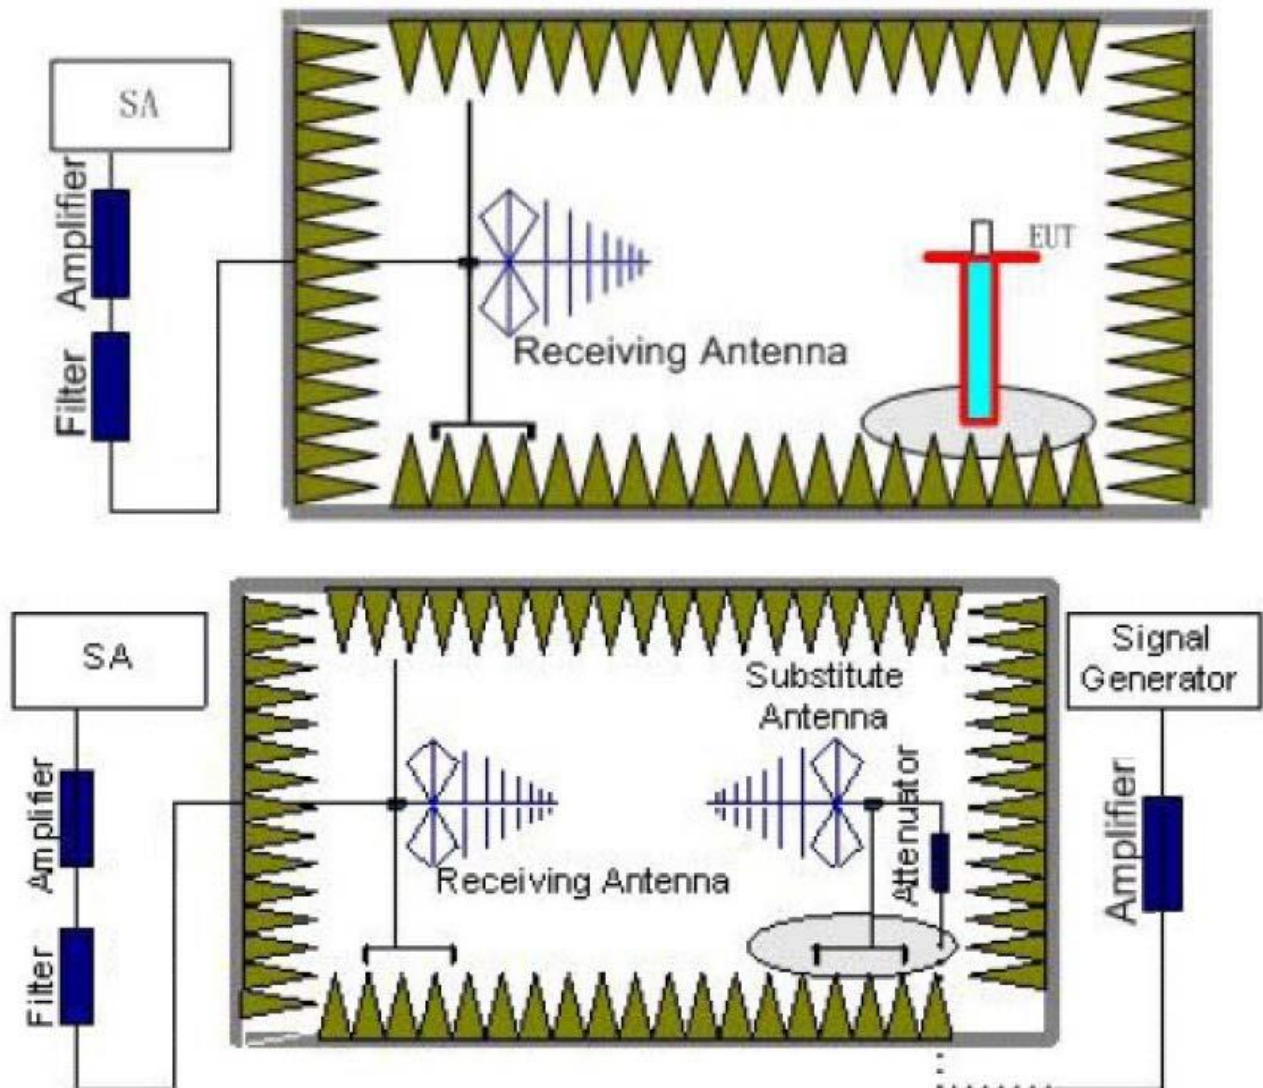 SA
Amplifier
Filter
Receiving Antenna
EUT
SA
Amplifier
Filter
Receiving Antenna
Substitute
Antenna
Attenuator
Signal
Generator
Amplifier